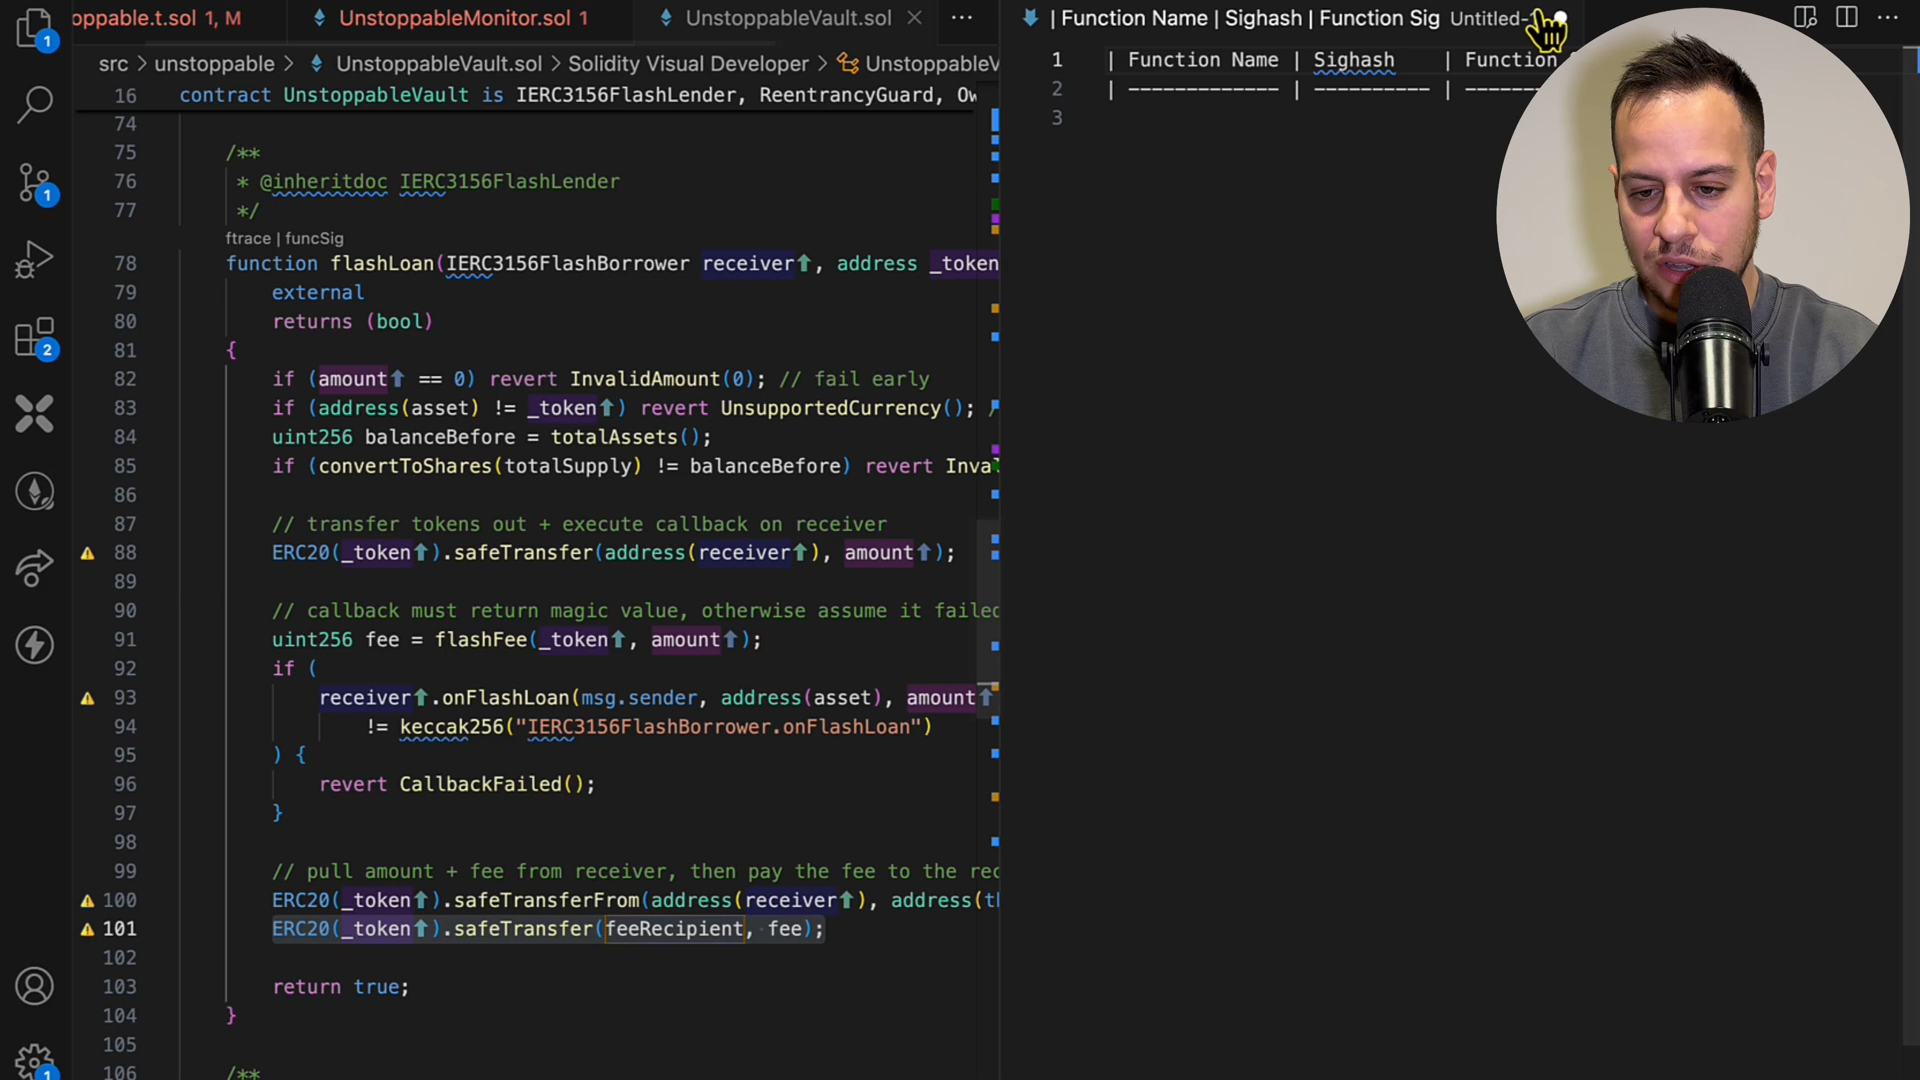 oppable.t.sol 1, M
UnstoppableMonitor.sol 1
UnstoppableVault.sol
| Function Name | Sighash | Function Sig Untitled-
src > unstoppable > UnstoppableVault.sol > Solidity Visual Developer > UnstoppableV
16 contract UnstoppableVault is IERC3156FlashLender, ReentrancyGuard, Ow
74
75 /**
76 * @inheritdoc IERC3156FlashLender
77 */
ftrace | funcSig
78 function flashLoan(IERC3156FlashBorrower receiver↑, address _token
79 external
80 returns (bool)
81 {
82 if (amount↑ == 0) revert InvalidAmount(0); // fail early
83 if (address(asset) != _token↑) revert UnsupportedCurrency(); /
84 uint256 balanceBefore = totalAssets();
85 if (convertToShares(totalSupply) != balanceBefore) revert Inval
86
87 // transfer tokens out + execute callback on receiver
88 ERC20(_token↑).safeTransfer(address(receiver↑), amount↑);
89
90 // callback must return magic value, otherwise assume it failed
91 uint256 fee = flashFee(_token↑, amount↑);
92 if (
93 receiver↑.onFlashLoan(msg.sender, address(asset), amount↑
94 != keccak256("IERC3156FlashBorrower.onFlashLoan")
95 ) {
96 revert CallbackFailed();
97 }
98
99 // pull amount + fee from receiver, then pay the fee to the rec
100 ERC20(_token↑).safeTransferFrom(address(receiver↑), address(th
101 ERC20(_token↑).safeTransfer(feeRecipient, fee);
102
103 return true;
104 }
105
106 /**
1 | Function Name | Sighash | Function
2 | ------------- | ---------- | -------
3
1
1
2
1